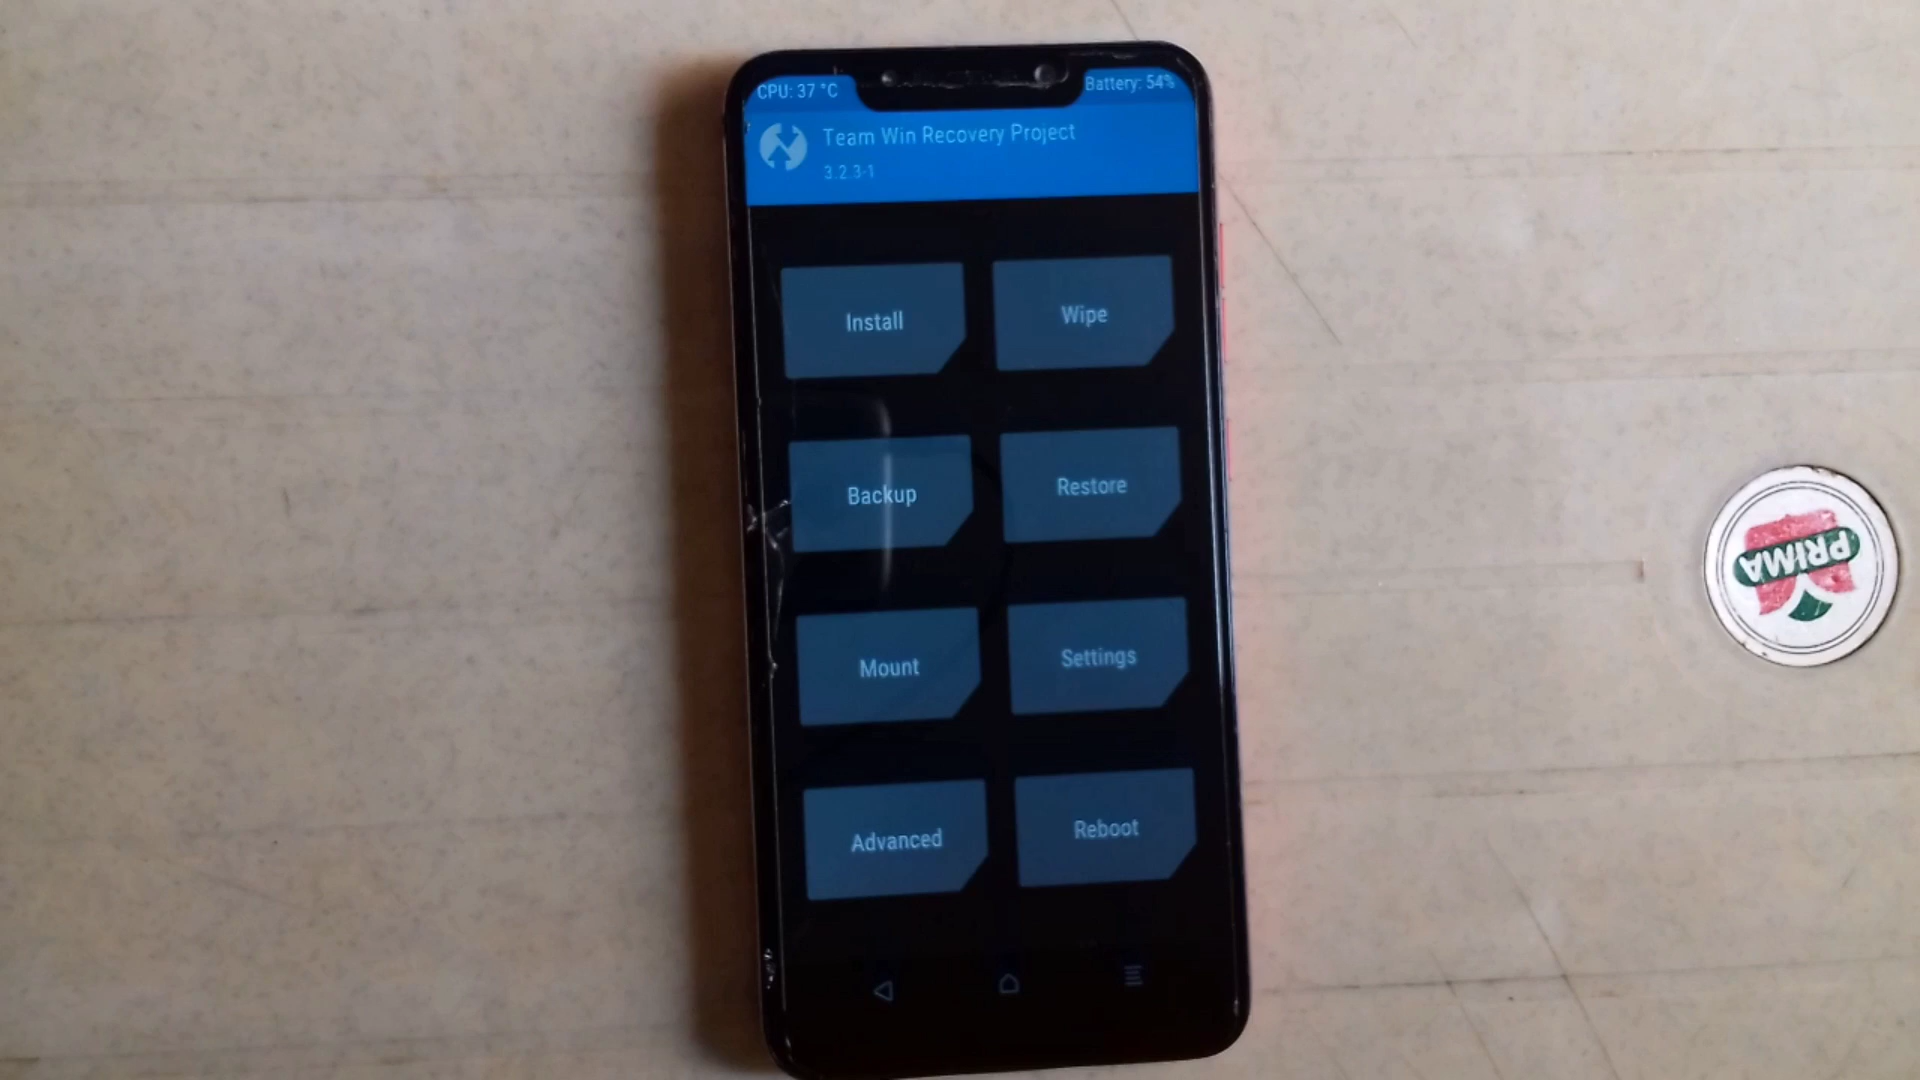 CPU: 37 °C
Battery: 54%
Team Win Recovery Project
3.2.3-1
Install
Wipe
Backup
Restore
Mount
Settings
Advanced
Reboot
PRIMA